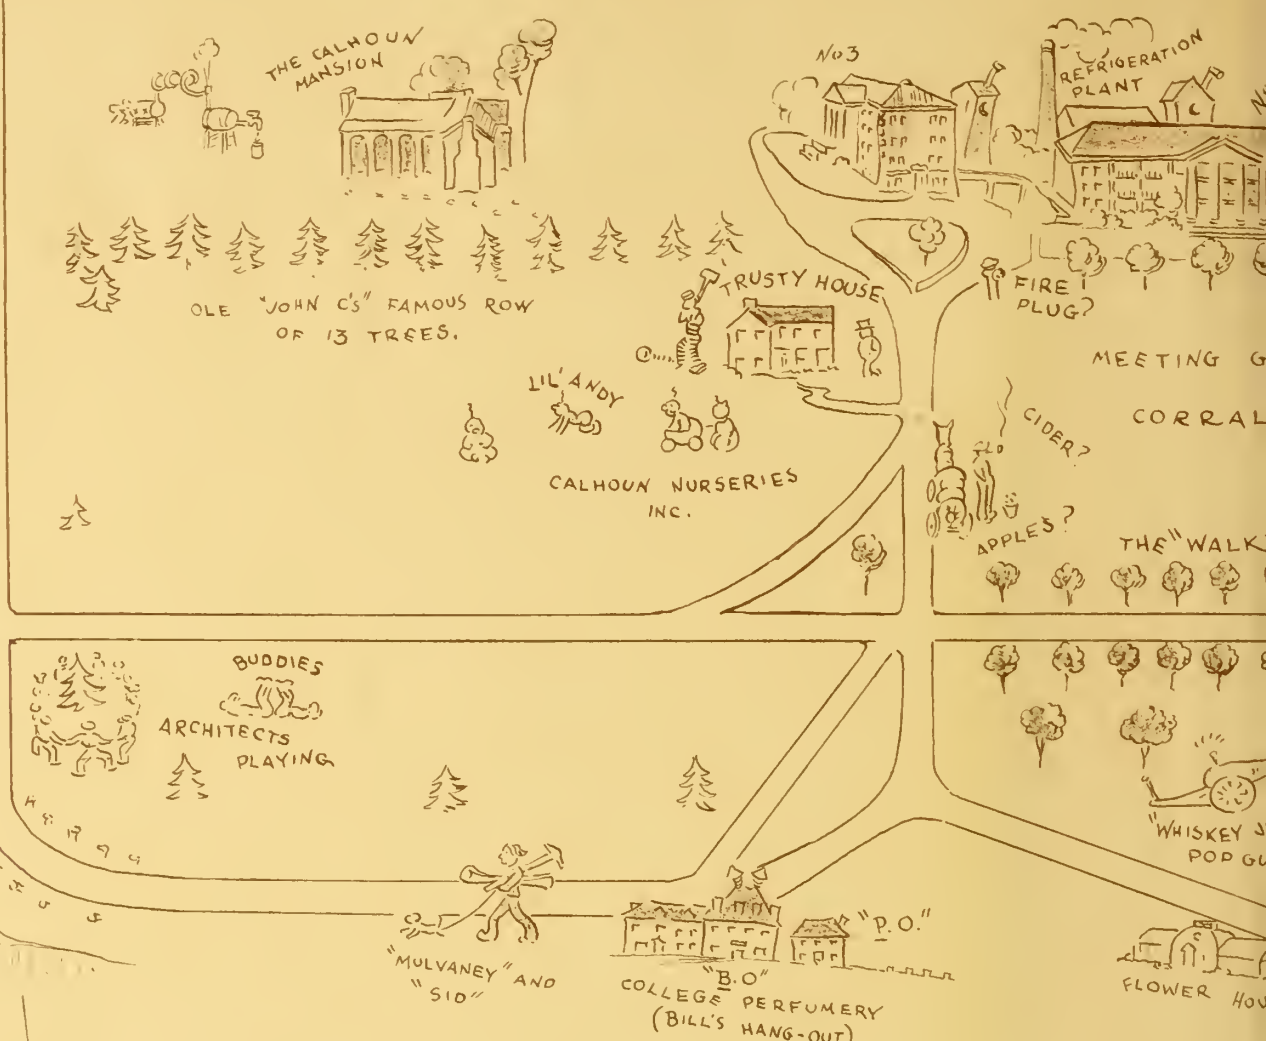 THE CALHOUN
MANSION
No 3
REFRIGERATION
PLANT
OLE "JOHN C'S" FAMOUS ROW
OF 13 TREES.
TRUSTY HOUSE
FIRE
PLUG?
MEETING G
CORRAL
LIL' ANDY
CIDER?
CALHOUN NURSERIES
INC.
APPLES?
THE "WALK
BUDDIES
ARCHITECTS
PLAYING
"WHISKEY J
POP GU
"P.O."
"MULVANEY" AND
"SID"
"B.O"
COLLEGE PERFUMERY
(BILL'S HANG-OUT)
FLOWER HOU